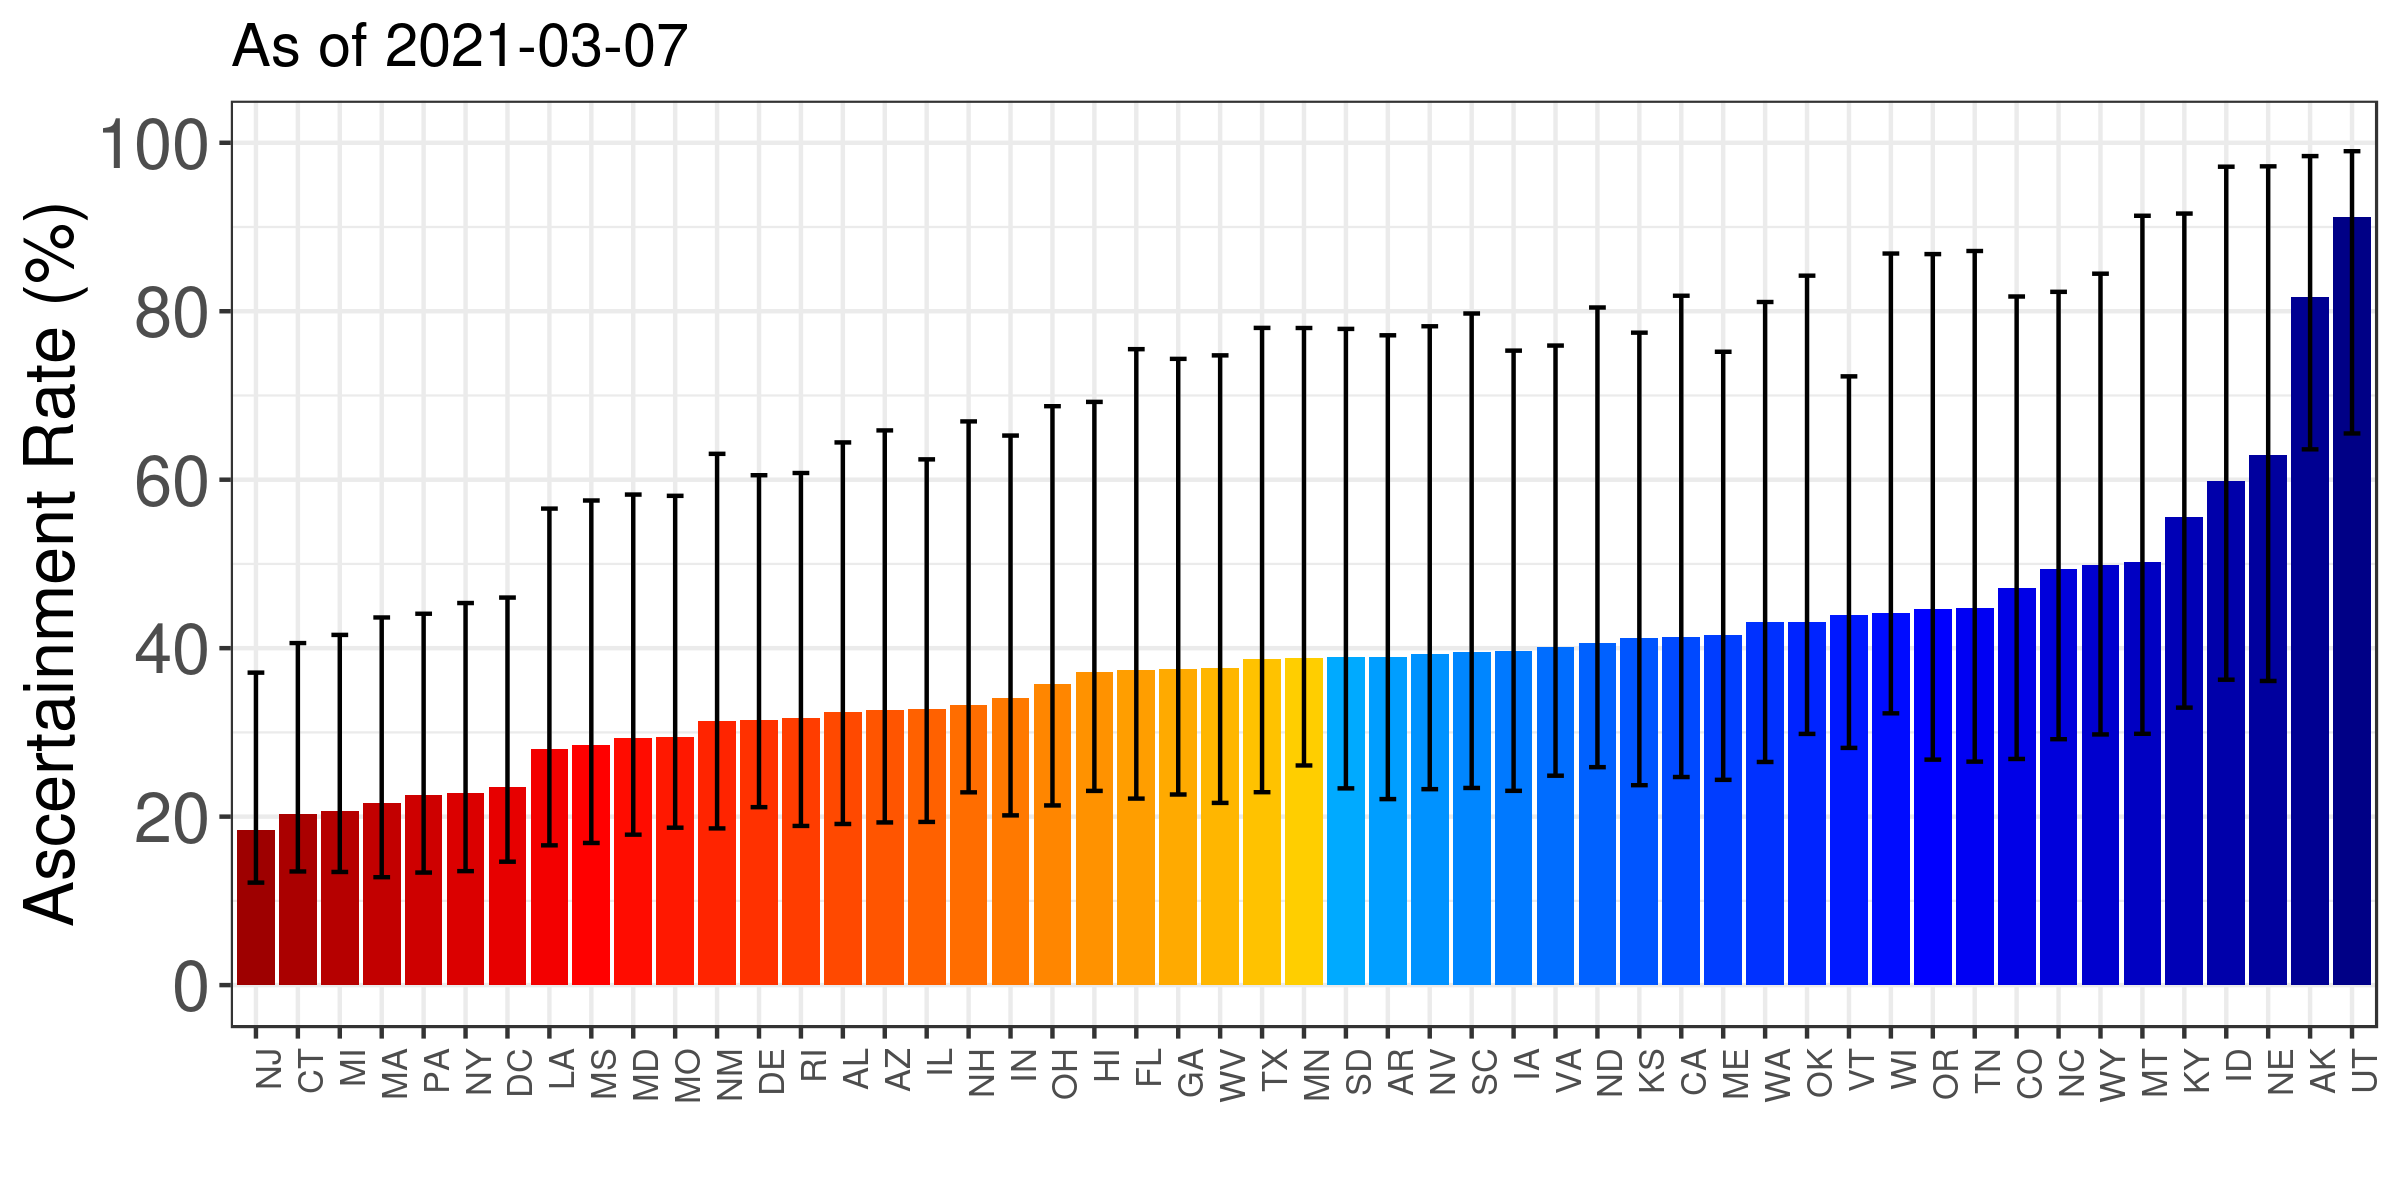 As of 2021-03-07
Ascertainment Rate (%)
100
80
60
40
20
0
NJ CT MI MA PA NY DC LA MS MD MO NM DE RI AL AZ IL NH IN OH HI FL GA WV TX MN SD AR NV SC IA VA ND KS CA ME WA OK VT WI OR TN CO NC WY MT KY ID NE AK UT